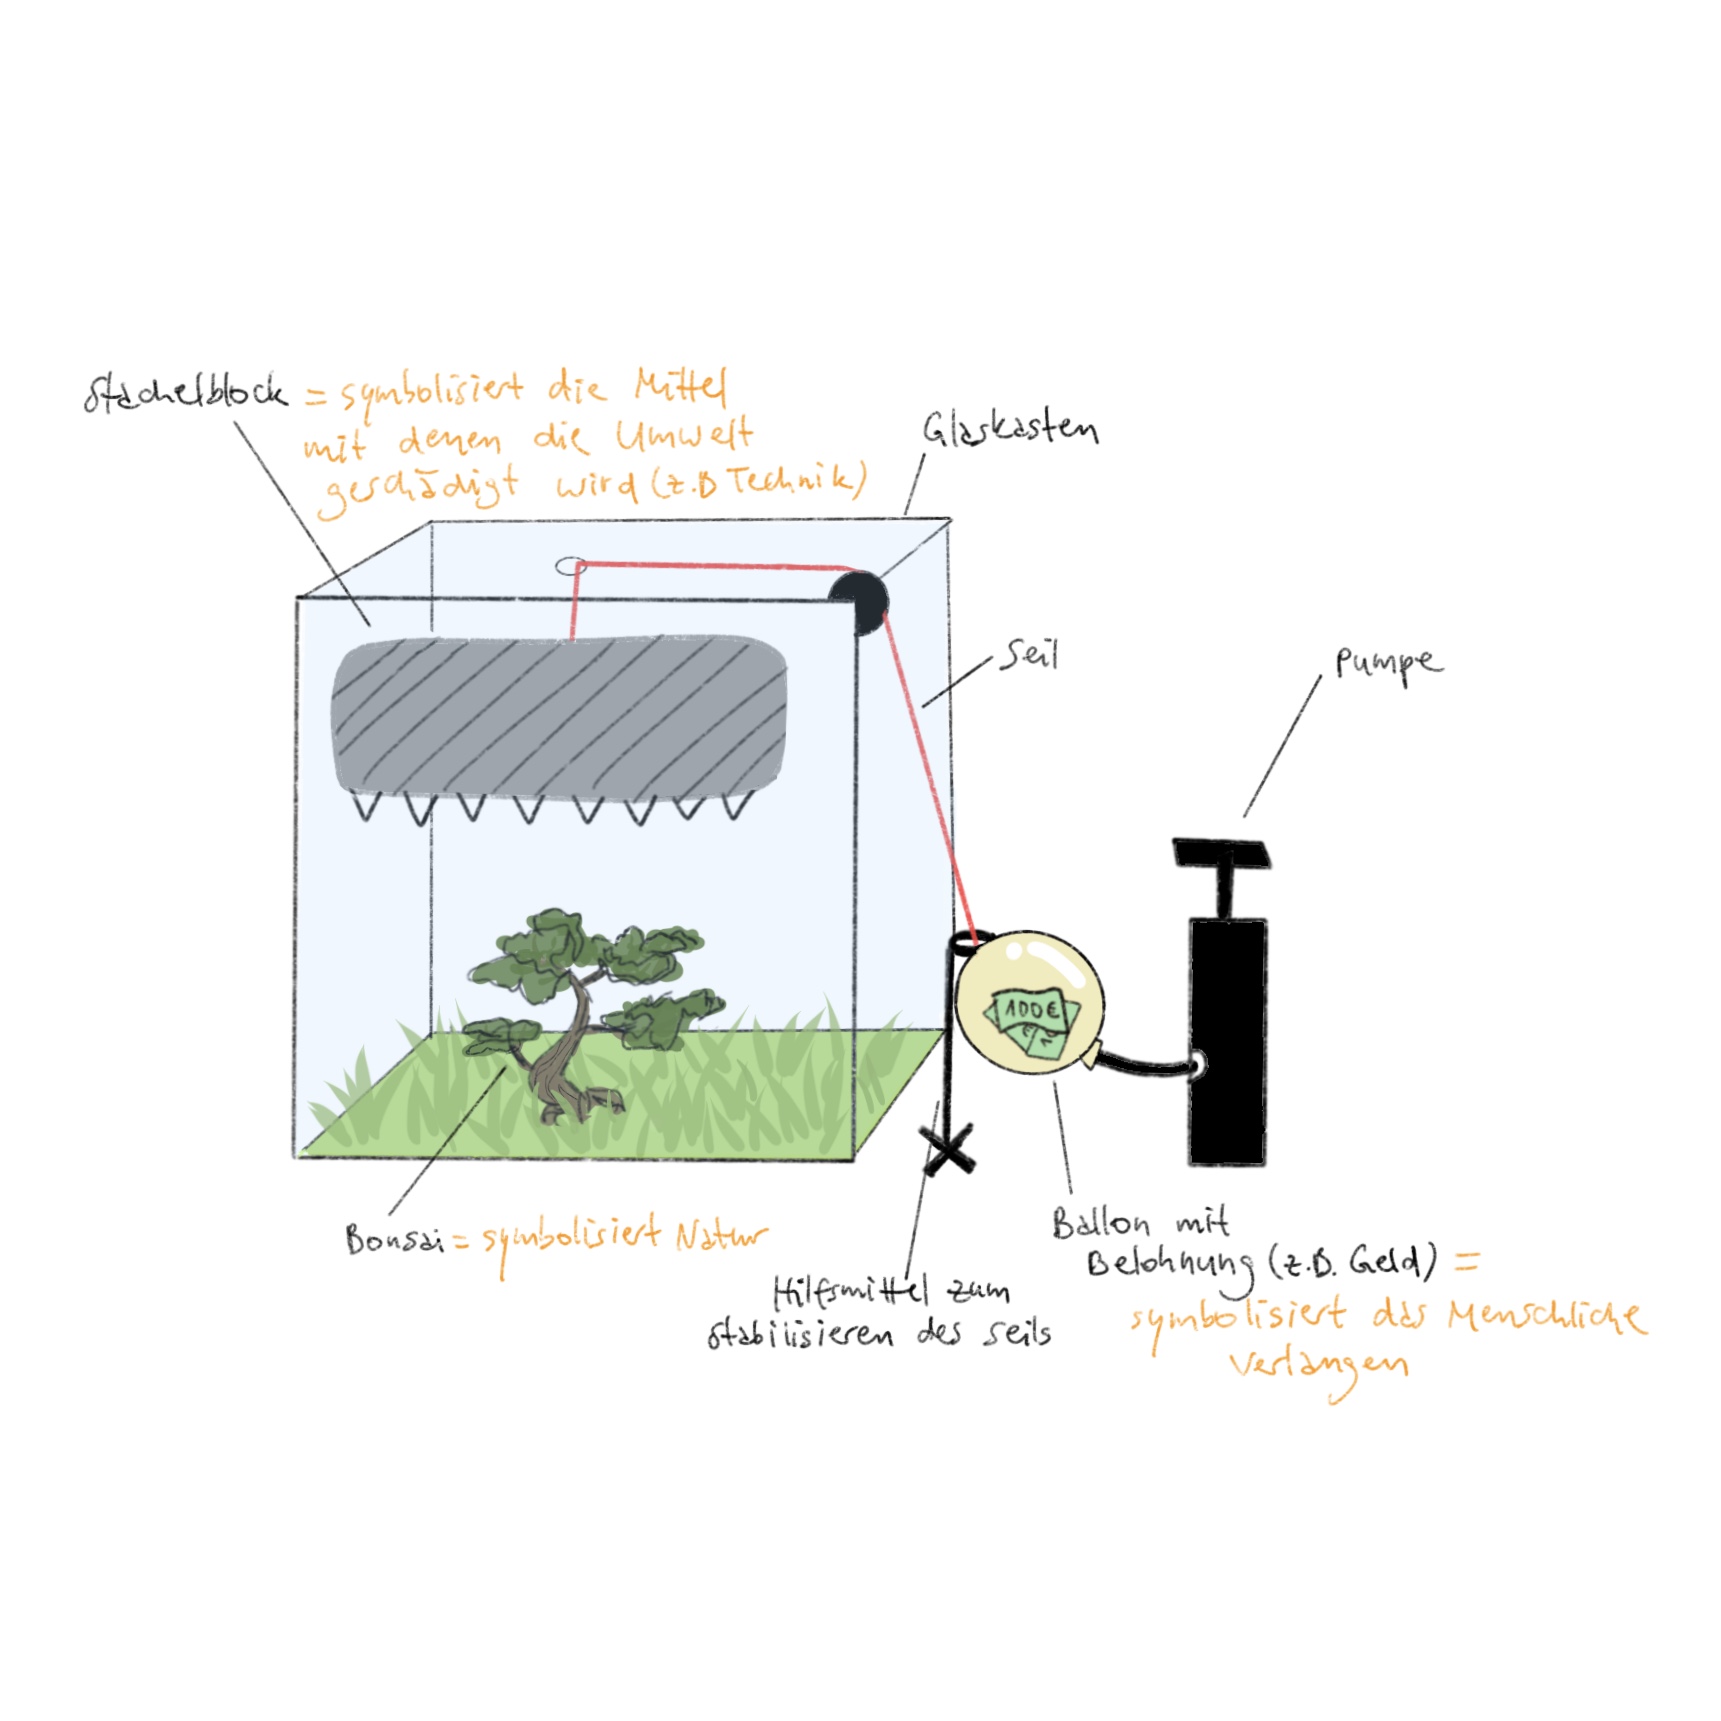 Stachelblock = symbolisiert die Mittel
mit denen die Umwelt
geschädigt wird (z.B Technik)
Glaskasten
Seil
Pumpe
100€
€
1
Bonsai = symbolisiert Natur
Hilfsmittel zum
stabilisieren des seils
Ballon mit
Belohnung (z.B. Geld) =
symbolisiert das Menschliche
Verlangen